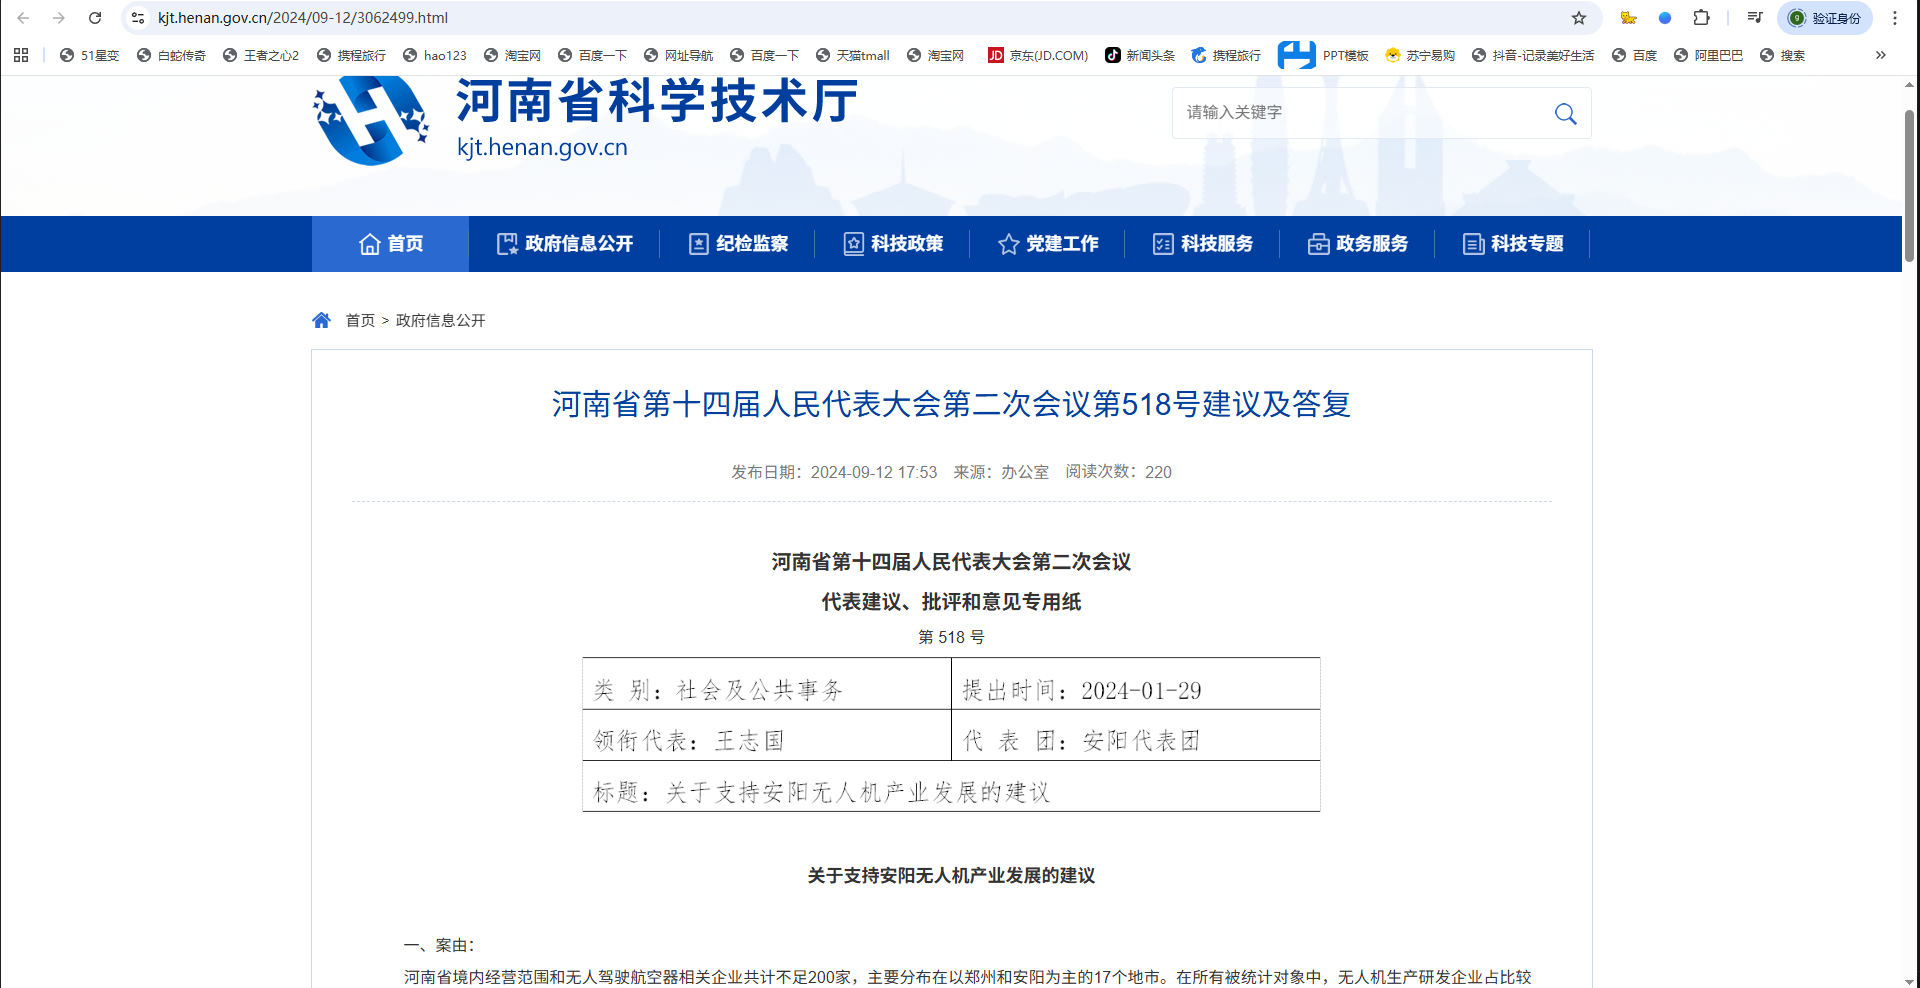 kjt.henan.gov.cn/2024/09-12/3062499.html
验证身份
51星变 白蛇传奇 王者之心2 携程旅行 hao123 淘宝网 百度一下 网址导航 百度一下 天猫tmall 淘宝网 JD 京东(JD.COM) 新闻头条 携程旅行 PPT模板 苏宁易购 抖音-记录美好生活 百度 阿里巴巴 搜索 »
河南省科学技术厅
kjt.henan.gov.cn
请输入关键字
首页 政府信息公开 纪检监察 科技政策 党建工作 科技服务 政务服务 科技专题
首页 > 政府信息公开
河南省第十四届人民代表大会第二次会议第518号建议及答复
发布日期：2024-09-12 17:53 来源：办公室 阅读次数：220
河南省第十四届人民代表大会第二次会议
代表建议、批评和意见专用纸
第 518 号
类 别：社会及公共事务 提出时间：2024-01-29
领衔代表：王志国 代 表 团：安阳代表团
标题：关于支持安阳无人机产业发展的建议
关于支持安阳无人机产业发展的建议
一、案由：
河南省境内经营范围和无人驾驶航空器相关企业共计不足200家，主要分布在以郑州和安阳为主的17个地市。在所有被统计对象中，无人机生产研发企业占比较